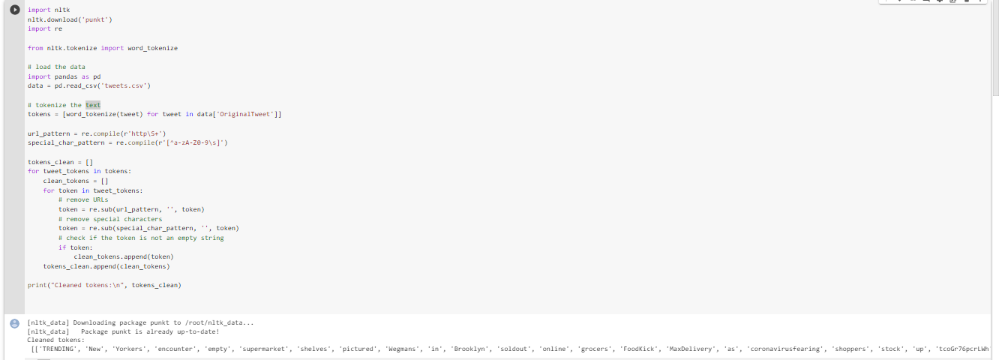 import nltk
nltk.download('punkt')
import re
from nltk.tokenize import word_tokenize
# load the data
import pandas as pd
data = pd.read_csv('tweets.csv')
# tokenize the text
tokens = [word_tokenize(tweet) for tweet in data['OriginalTweet']]
url_pattern = re.compile(r'http\S+')
special_char_pattern = re.compile(r'[^a-zA-Z0-9\s]')
tokens_clean = []
for tweet_tokens in tokens:
    clean_tokens = []
    for token in tweet_tokens:
        # remove URLs
        token = re.sub(url_pattern, '', token)
        # remove special characters
        token = re.sub(special_char_pattern, '', token)
        # check if the token is not an empty string
        if token:
            clean_tokens.append(token)
    tokens_clean.append(clean_tokens)
print("Cleaned tokens:\n", tokens_clean)
[nltk_data] Downloading package punkt to /root/nltk_data...
[nltk_data]   Package punkt is already up-to-date!
Cleaned tokens:
 [['TRENDING', 'New', 'Yorkers', 'encounter', 'empty', 'supermarket', 'shelves', 'pictured', 'Wegmans', 'in', 'Brooklyn', 'soldout', 'online', 'grocers', 'FoodKick', 'MaxDelivery', 'as', 'coronavirusfearing', 'shoppers', 'stock', 'up', 'tcoGr76pcrLWh